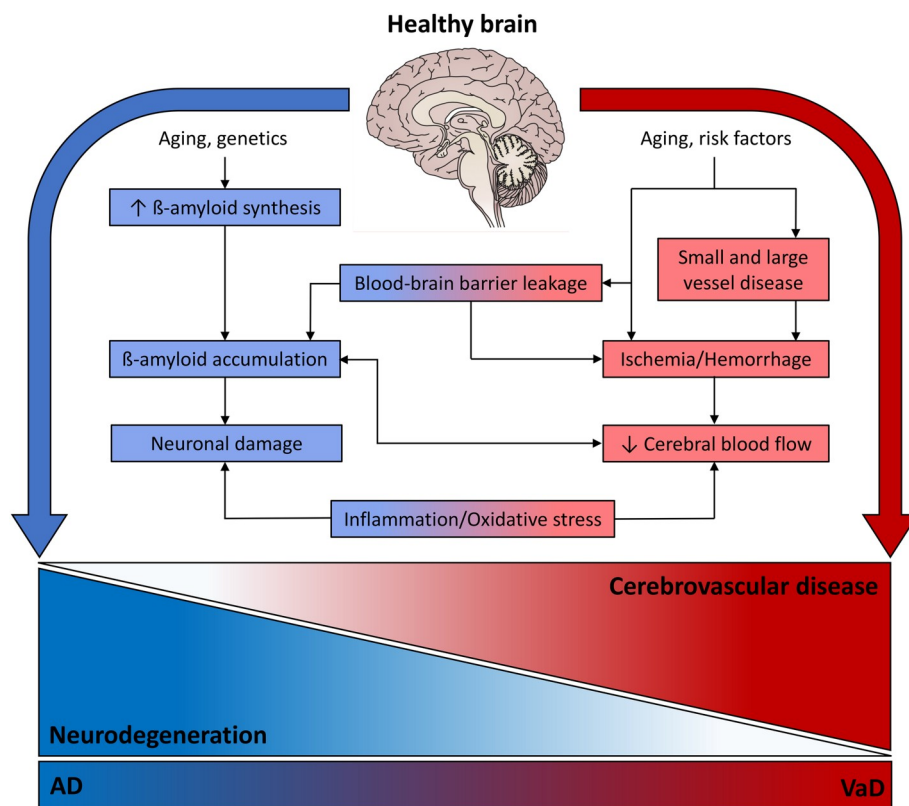 Healthy brain
Aging, genetics
Aging, risk factors
↑ ß-amyloid synthesis
Small and large
vessel disease
Blood-brain barrier leakage
ß-amyloid accumulation
Ischemia/Hemorrhage
Neuronal damage
↓ Cerebral blood flow
Inflammation/Oxidative stress
Cerebrovascular disease
Neurodegeneration
AD
VaD